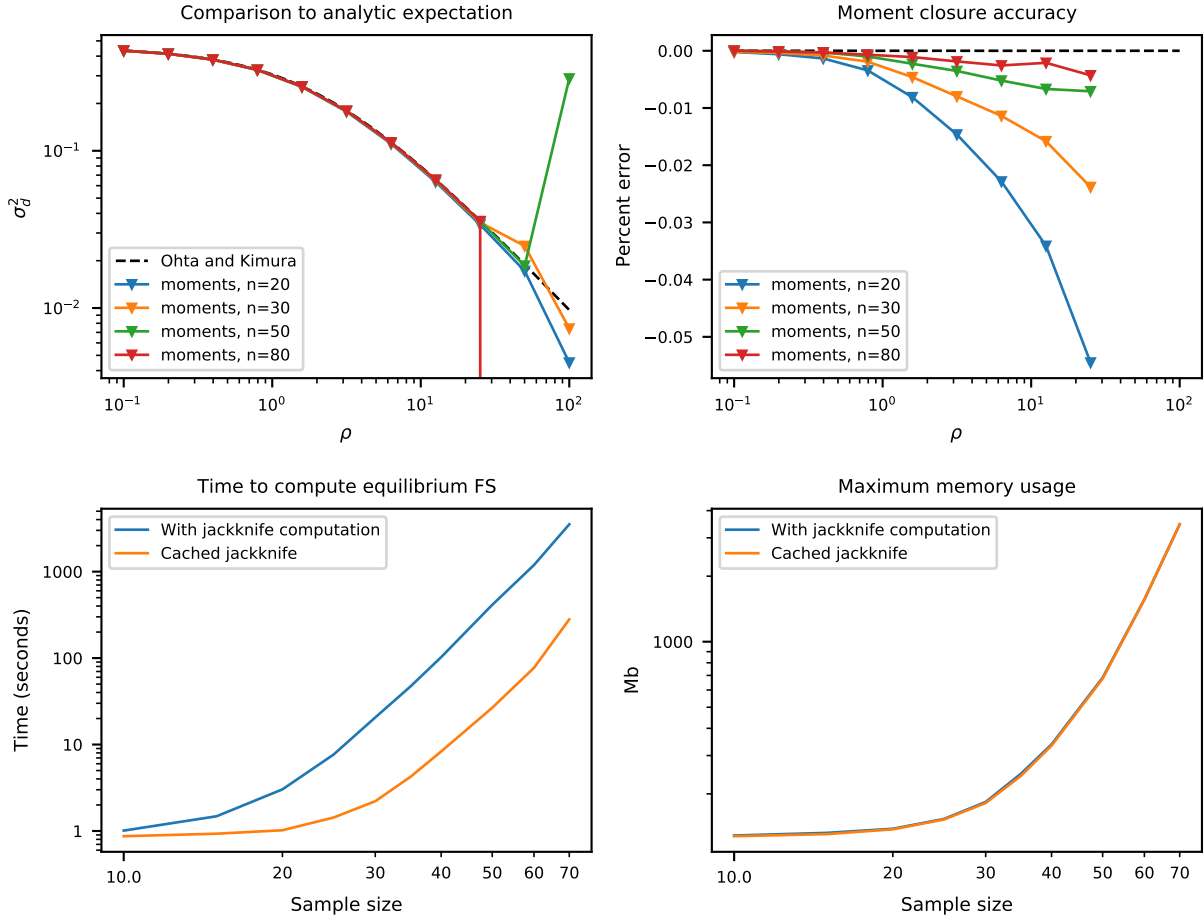 Comparison to analytic expectation
σ_d^2
10^−1
10^−2
Ohta and Kimura
moments, n=20
moments, n=30
moments, n=50
moments, n=80
10^−1
10^0
10^1
10^2
ρ
Moment closure accuracy
Percent error
0.00
−0.01
−0.02
−0.03
−0.04
−0.05
moments, n=20
moments, n=30
moments, n=50
moments, n=80
10^−1
10^0
10^1
10^2
ρ
Time to compute equilibrium FS
Time (seconds)
With jackknife computation
Cached jackknife
1000
100
10
1
10.0
20
30
40
50
60
70
Sample size
Maximum memory usage
Mb
With jackknife computation
Cached jackknife
1000
10.0
20
30
40
50
60
70
Sample size